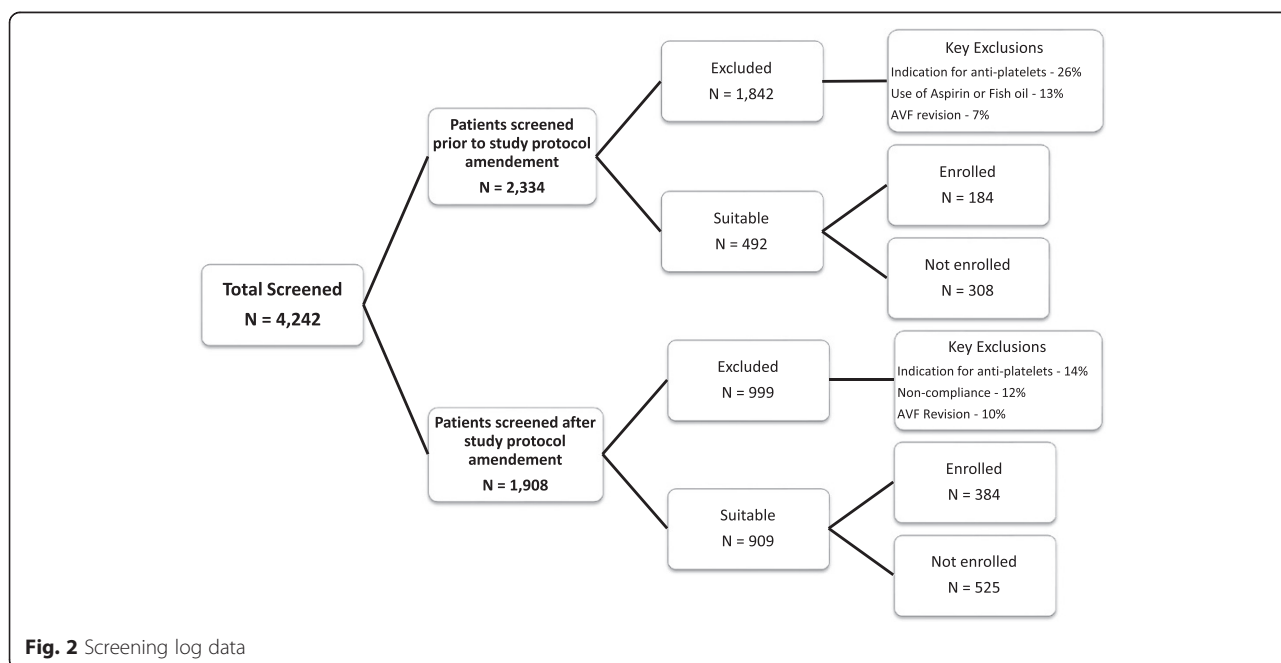 Total Screened
N = 4,242
Patients screened
prior to study protocol
amendement
N = 2,334
Excluded
N = 1,842
Key Exclusions
Indication for anti-platelets - 26%
Use of Aspirin or Fish oil - 13%
AVF revision - 7%
Suitable
N = 492
Enrolled
N = 184
Not enrolled
N = 308
Patients screened after
study protocol
amendement
N = 1,908
Excluded
N = 999
Key Exclusions
Indication for anti-platelets - 14%
Non-compliance - 12%
AVF Revision - 10%
Suitable
N = 909
Enrolled
N = 384
Not enrolled
N = 525
Fig. 2 Screening log data